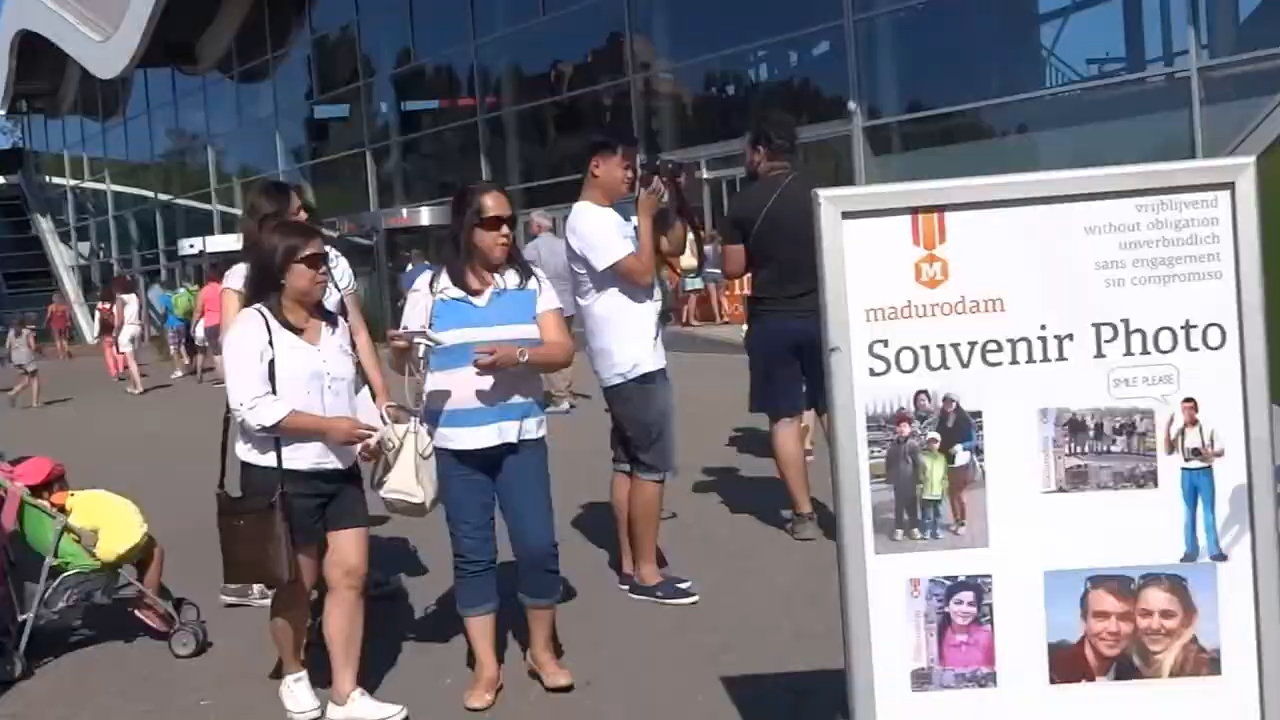 vrijblijvend
without obligation
unverbindlich
sans engagement
sin compromiso
M
madurodam
Souvenir Photo
SMILE PLEASE